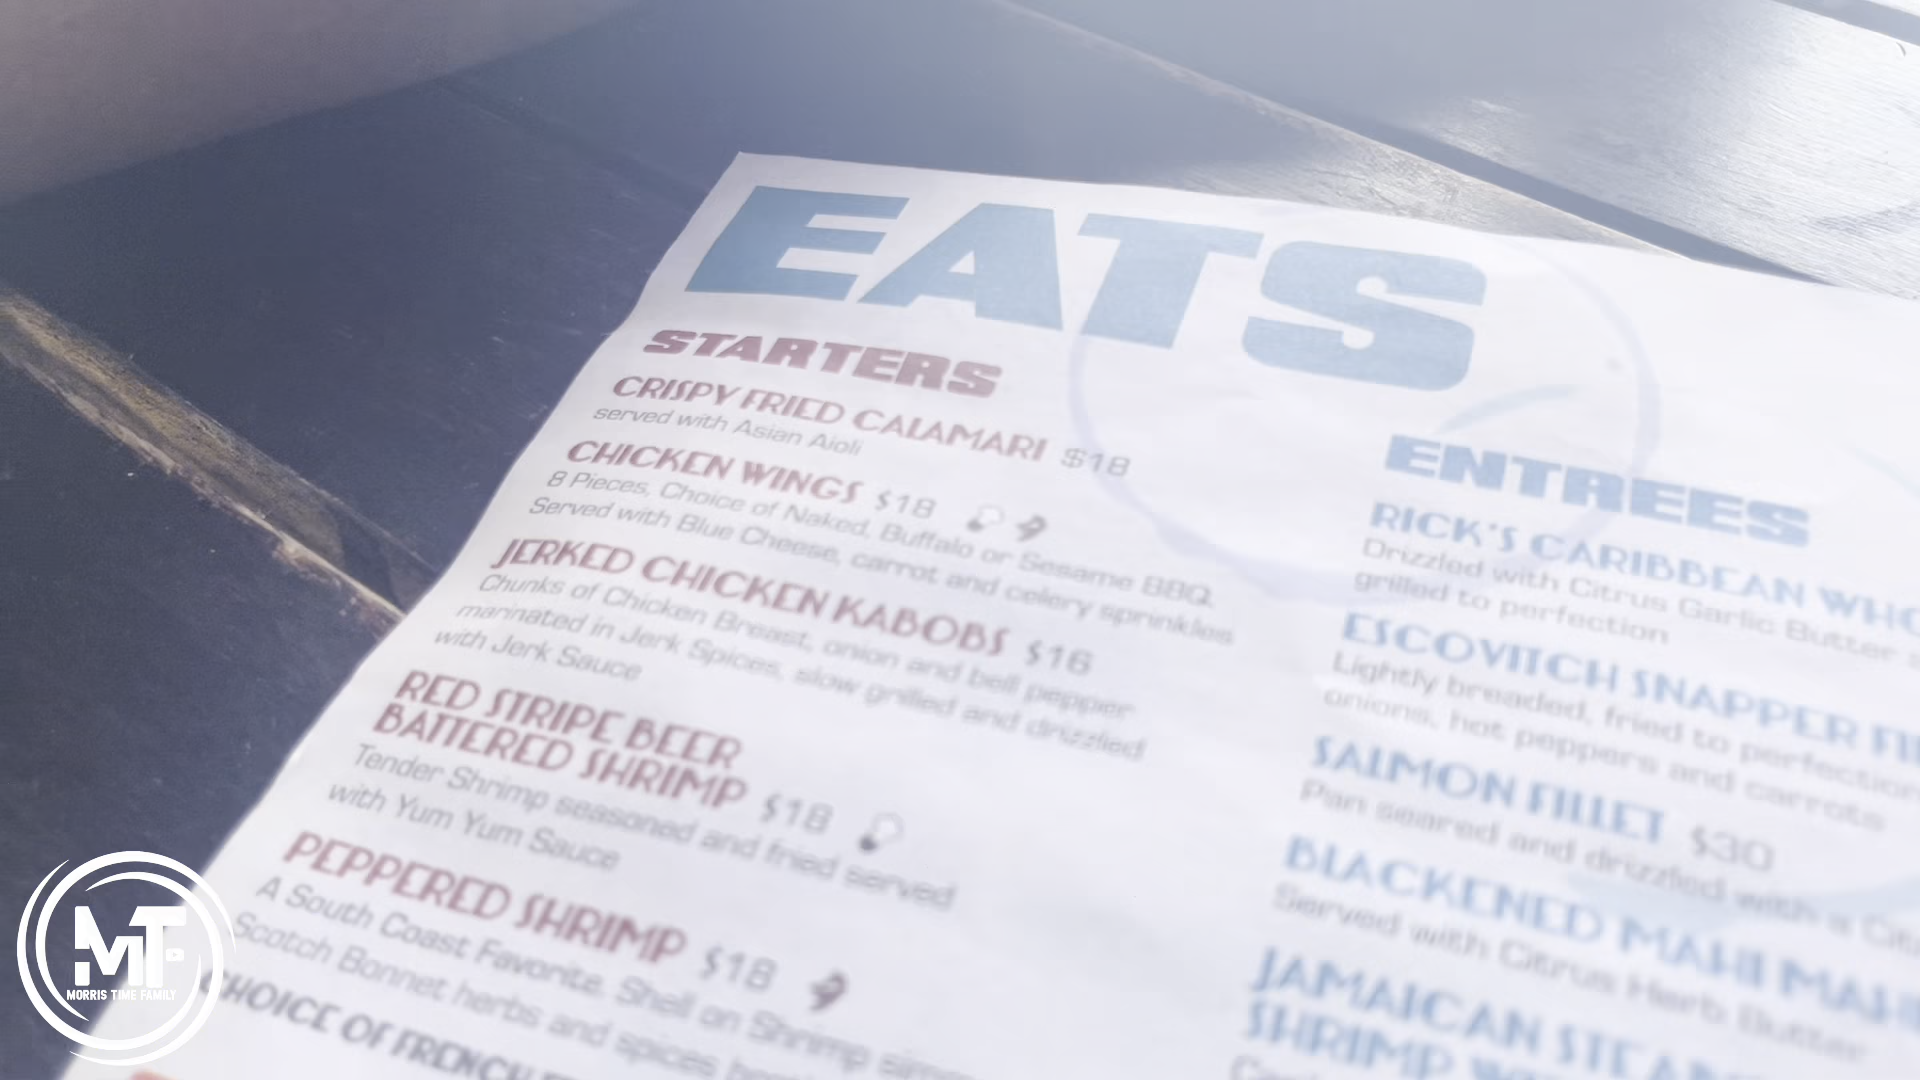 EATS
STARTERS
CRISPY FRIED CALAMARI $18
served with Asian Aioli
CHICKEN WINGS $18
8 Pieces, Choice of Naked, Buffalo or Sesame BBQ.
Served with Blue Cheese, carrot and celery sprinkles
JERKED CHICKEN KABOBS $16
Chunks of Chicken Breast, onion and bell pepper
marinated in Jerk Spices, slow grilled and drizzled
with Jerk Sauce
RED STRIPE BEER
BATTERED SHRIMP $18
Tender Shrimp seasoned and fried served
with Yum Yum Sauce
PEPPERED SHRIMP $18
A South Coast Favorite. Shell on Shrimp
Scotch Bonnet herbs and spices
CHOICE OF FRENCH
ENTREES
RICK'S CARIBBEAN
Drizzled with Citrus Garlic Butter
grilled to perfection
ESCOVITCH SNAPPER
Lightly breaded, fried to perfection
onions, hot peppers and carrots
SALMON FILLET $30
Pan seared and drizzled with a
BLACKENED MAHI MAHI
Served with Citrus Herb Butter
JAMAICAN
SHRIMP
MTF
MORRIS TIME FAMILY